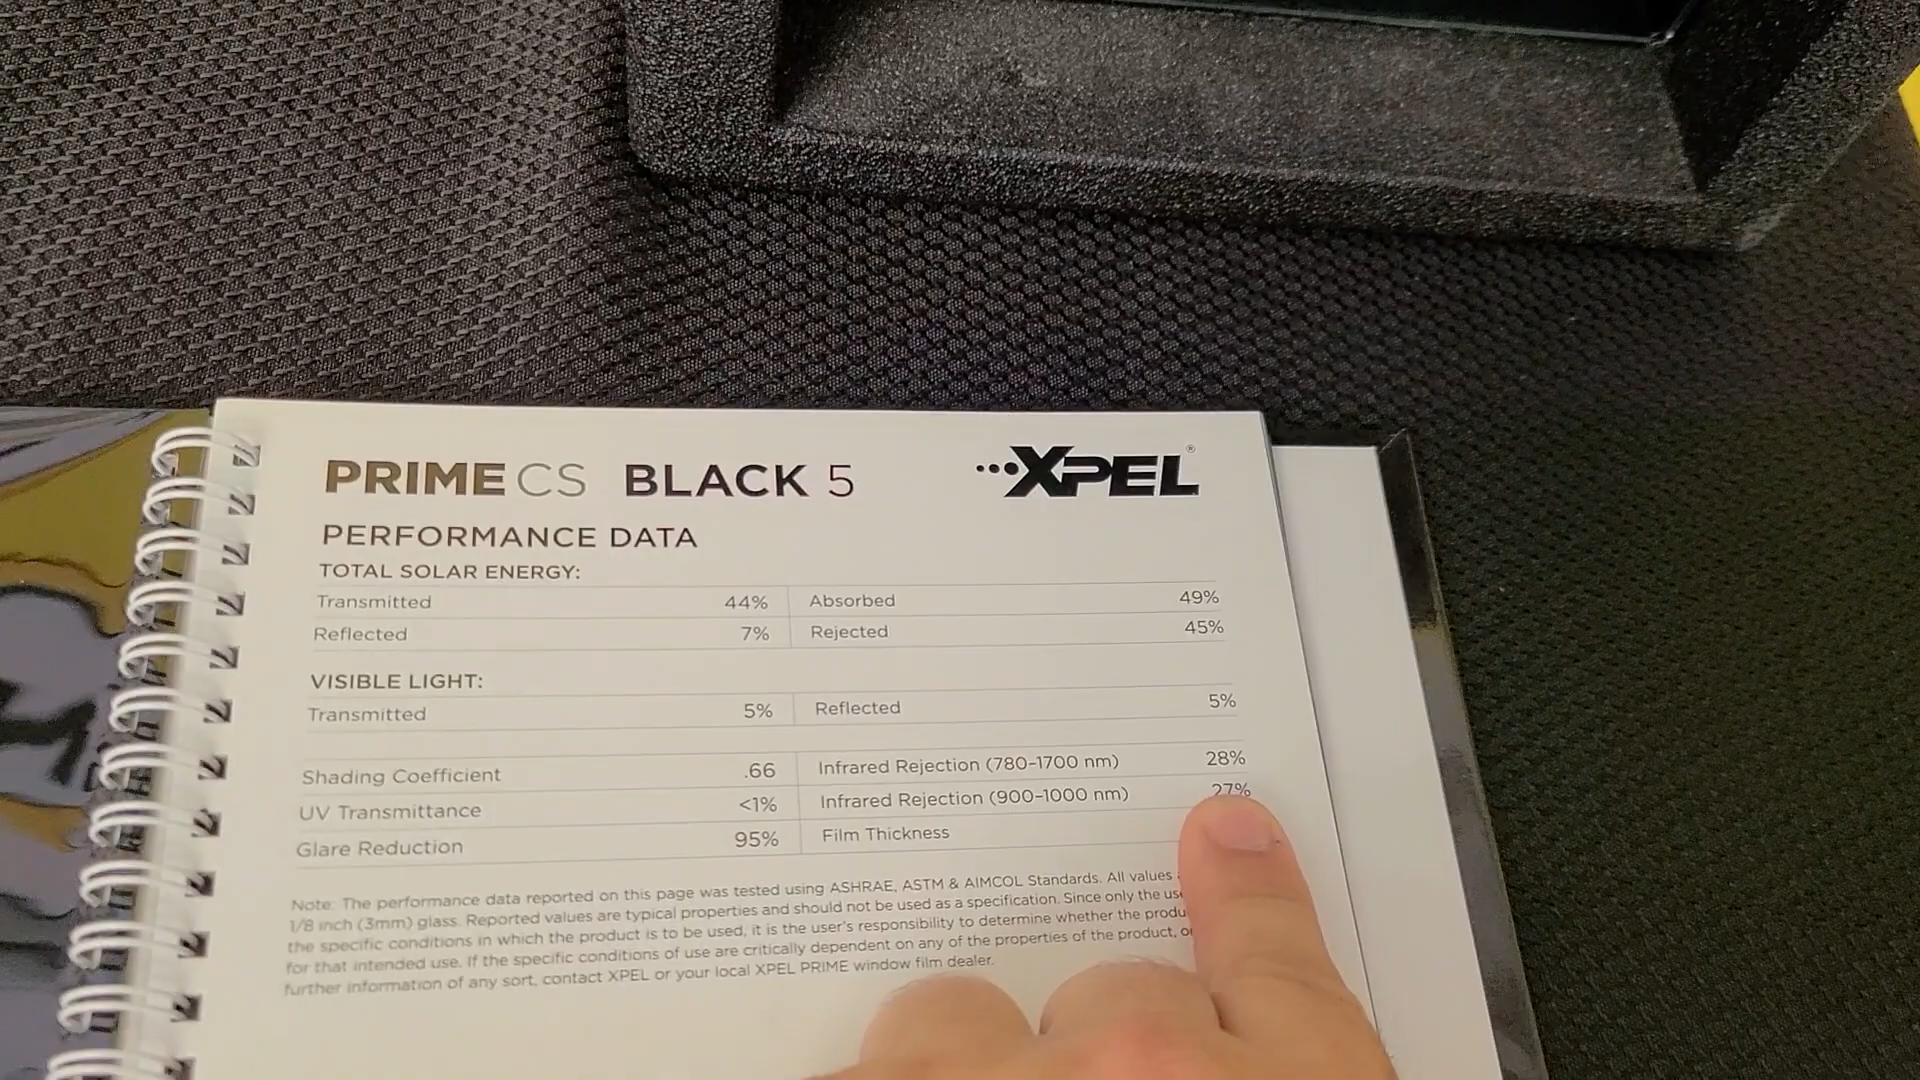 PRIME CS BLACK 5
XPEL®
PERFORMANCE DATA
TOTAL SOLAR ENERGY:
Transmitted 44% Absorbed 49%
Reflected 7% Rejected 45%
VISIBLE LIGHT:
Transmitted 5% Reflected 5%
Shading Coefficient .66 Infrared Rejection (780-1700 nm) 28%
UV Transmittance <1% Infrared Rejection (900-1000 nm) 27%
Glare Reduction 95% Film Thickness
Note: The performance data reported on this page was tested using ASHRAE, ASTM & AIMCOL Standards. All values
1/8 inch (3mm) glass. Reported values are typical properties and should not be used as a specification. Since only the
the specific conditions in which the product is to be used, it is the user's responsibility to determine whether the
for that intended use. If the specific conditions of use are critically dependent on any of the properties of the product,
further information of any sort, contact XPEL or your local XPEL PRIME window film dealer.